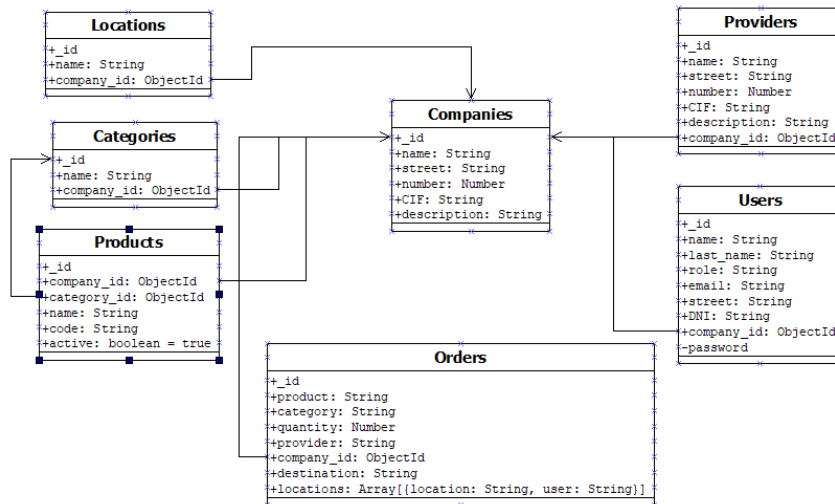 Locations
+_id
+name: String
+company_id: ObjectId
Categories
+_id
+name: String
+company_id: ObjectId
Products
+_id
+company_id: ObjectId
+category_id: ObjectId
+name: String
+code: String
+active: boolean = true
Companies
+_id
+name: String
+street: String
+number: Number
+CIF: String
+description: String
Providers
+_id
+name: String
+street: String
+number: Number
+CIF: String
+description: String
+company_id: ObjectId
Users
+_id
+name: String
+last_name: String
+role: String
+email: String
+street: String
+DNI: String
+company_id: ObjectId
-password
Orders
+_id
+product: String
+category: String
+quantity: Number
+provider: String
+company_id: ObjectId
+destination: String
+locations: Array[{location: String, user: String}]